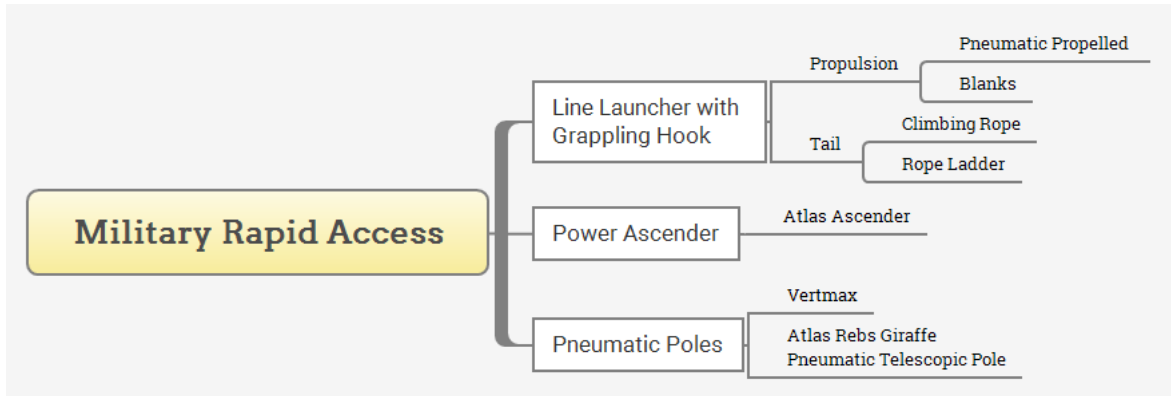 Military Rapid Access
Line Launcher with
Grappling Hook
Propulsion
Pneumatic Propelled
Blanks
Tail
Climbing Rope
Rope Ladder
Power Ascender
Atlas Ascender
Pneumatic Poles
Vertmax
Atlas Rebs Giraffe
Pneumatic Telescopic Pole